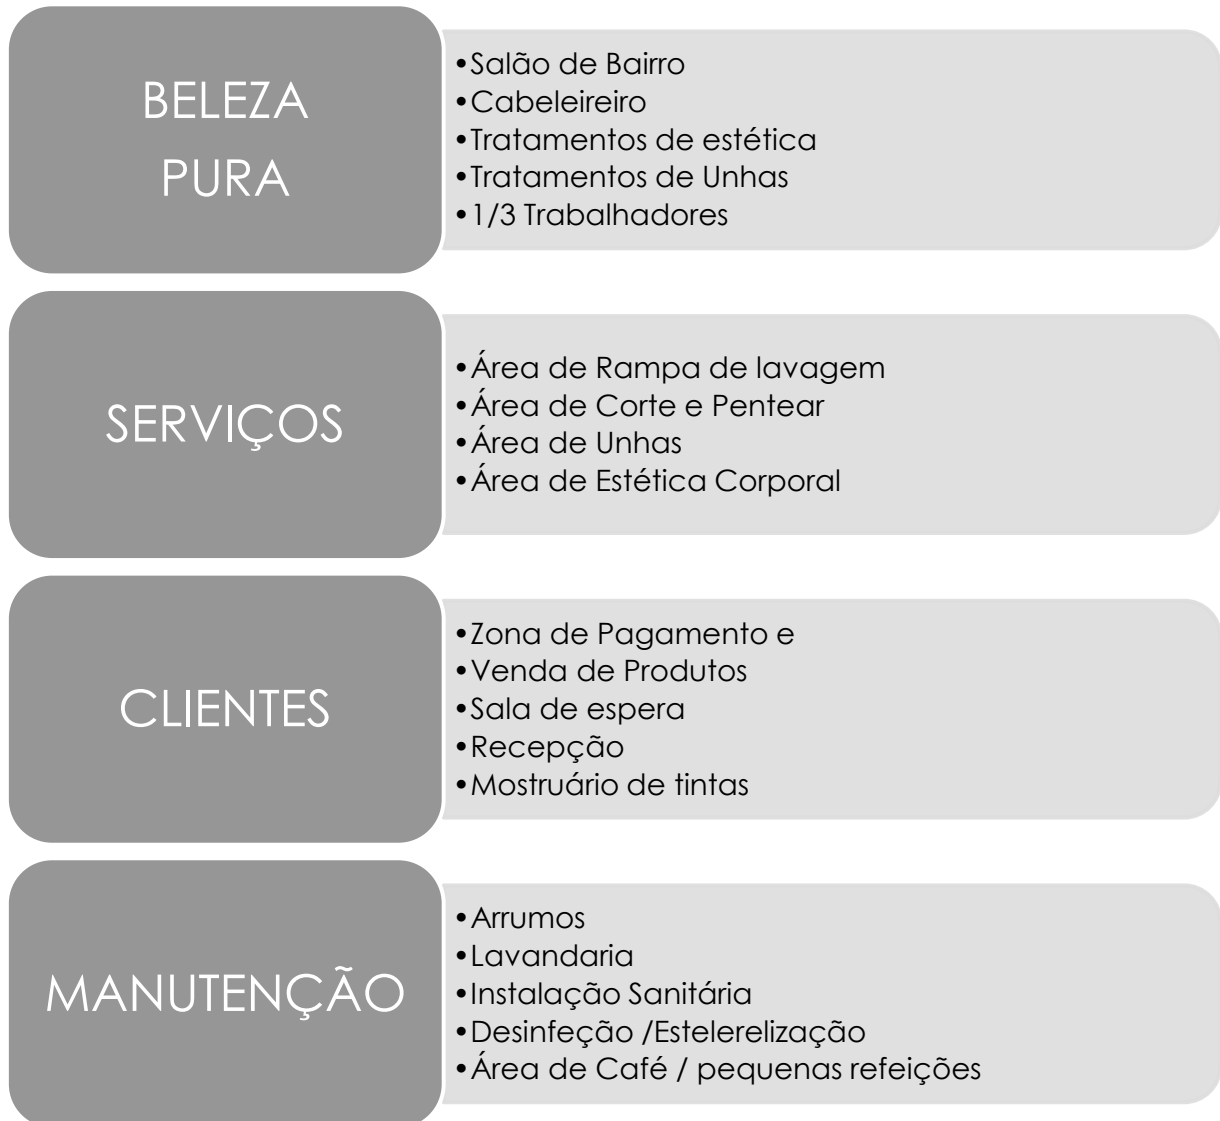 BELEZA
PURA
•Salão de Bairro
•Cabeleireiro
•Tratamentos de estética
•Tratamentos de Unhas
•1/3 Trabalhadores
SERVIÇOS
•Área de Rampa de lavagem
•Área de Corte e Pentear
•Área de Unhas
•Área de Estética Corporal
CLIENTES
•Zona de Pagamento e
•Venda de Produtos
•Sala de espera
•Recepção
•Mostruário de tintas
MANUTENÇÃO
•Arrumos
•Lavandaria
•Instalação Sanitária
•Desinfeção /Estelerelização
•Área de Café / pequenas refeições